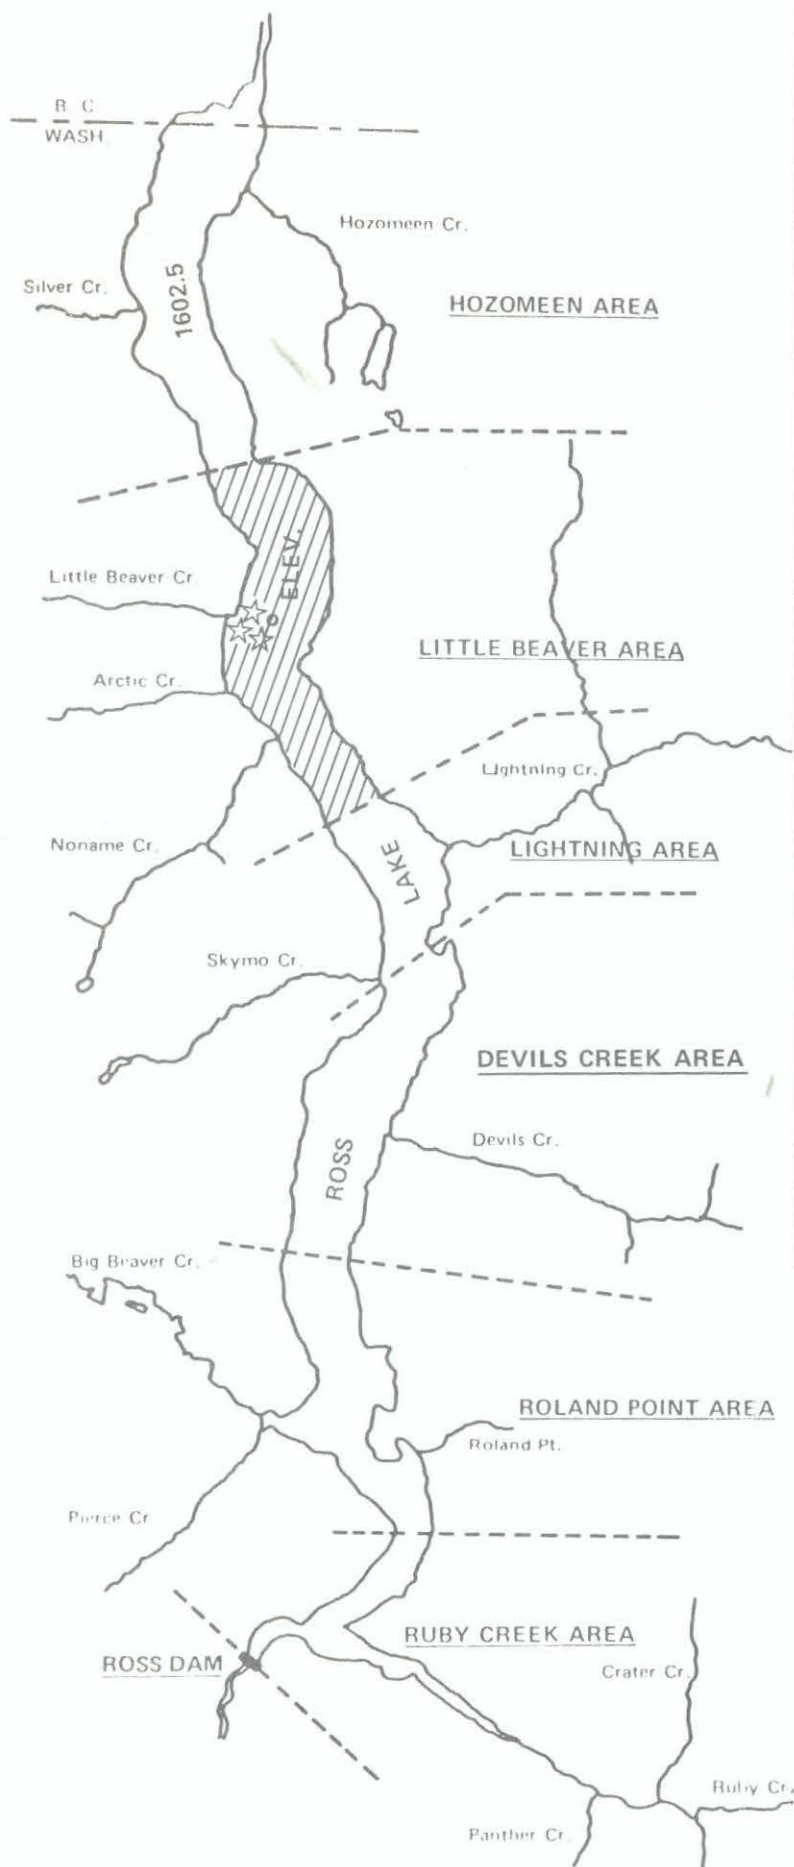 B C
WASH.
Hozomeen Cr.
Silver Cr.
1602.5
HOZOMEEN AREA
ELEV.
Little Beaver Cr.
LITTLE BEAVER AREA
Arctic Cr.
Lightning Cr.
Noname Cr.
LAKE
LIGHTNING AREA
Skymo Cr.
DEVILS CREEK AREA
Devils Cr.
ROSS
Big Beaver Cr.
ROLAND POINT AREA
Roland Pt.
Pierce Cr.
RUBY CREEK AREA
ROSS DAM
Crater Cr.
Ruby Cr.
Panther Cr.